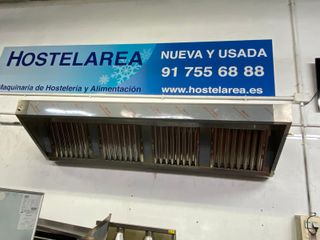 HOSTELAREA
Maquinaria de Hostelería y Alimentación
NUEVA Y USADA
91 755 68 88
www.hostelarea.es